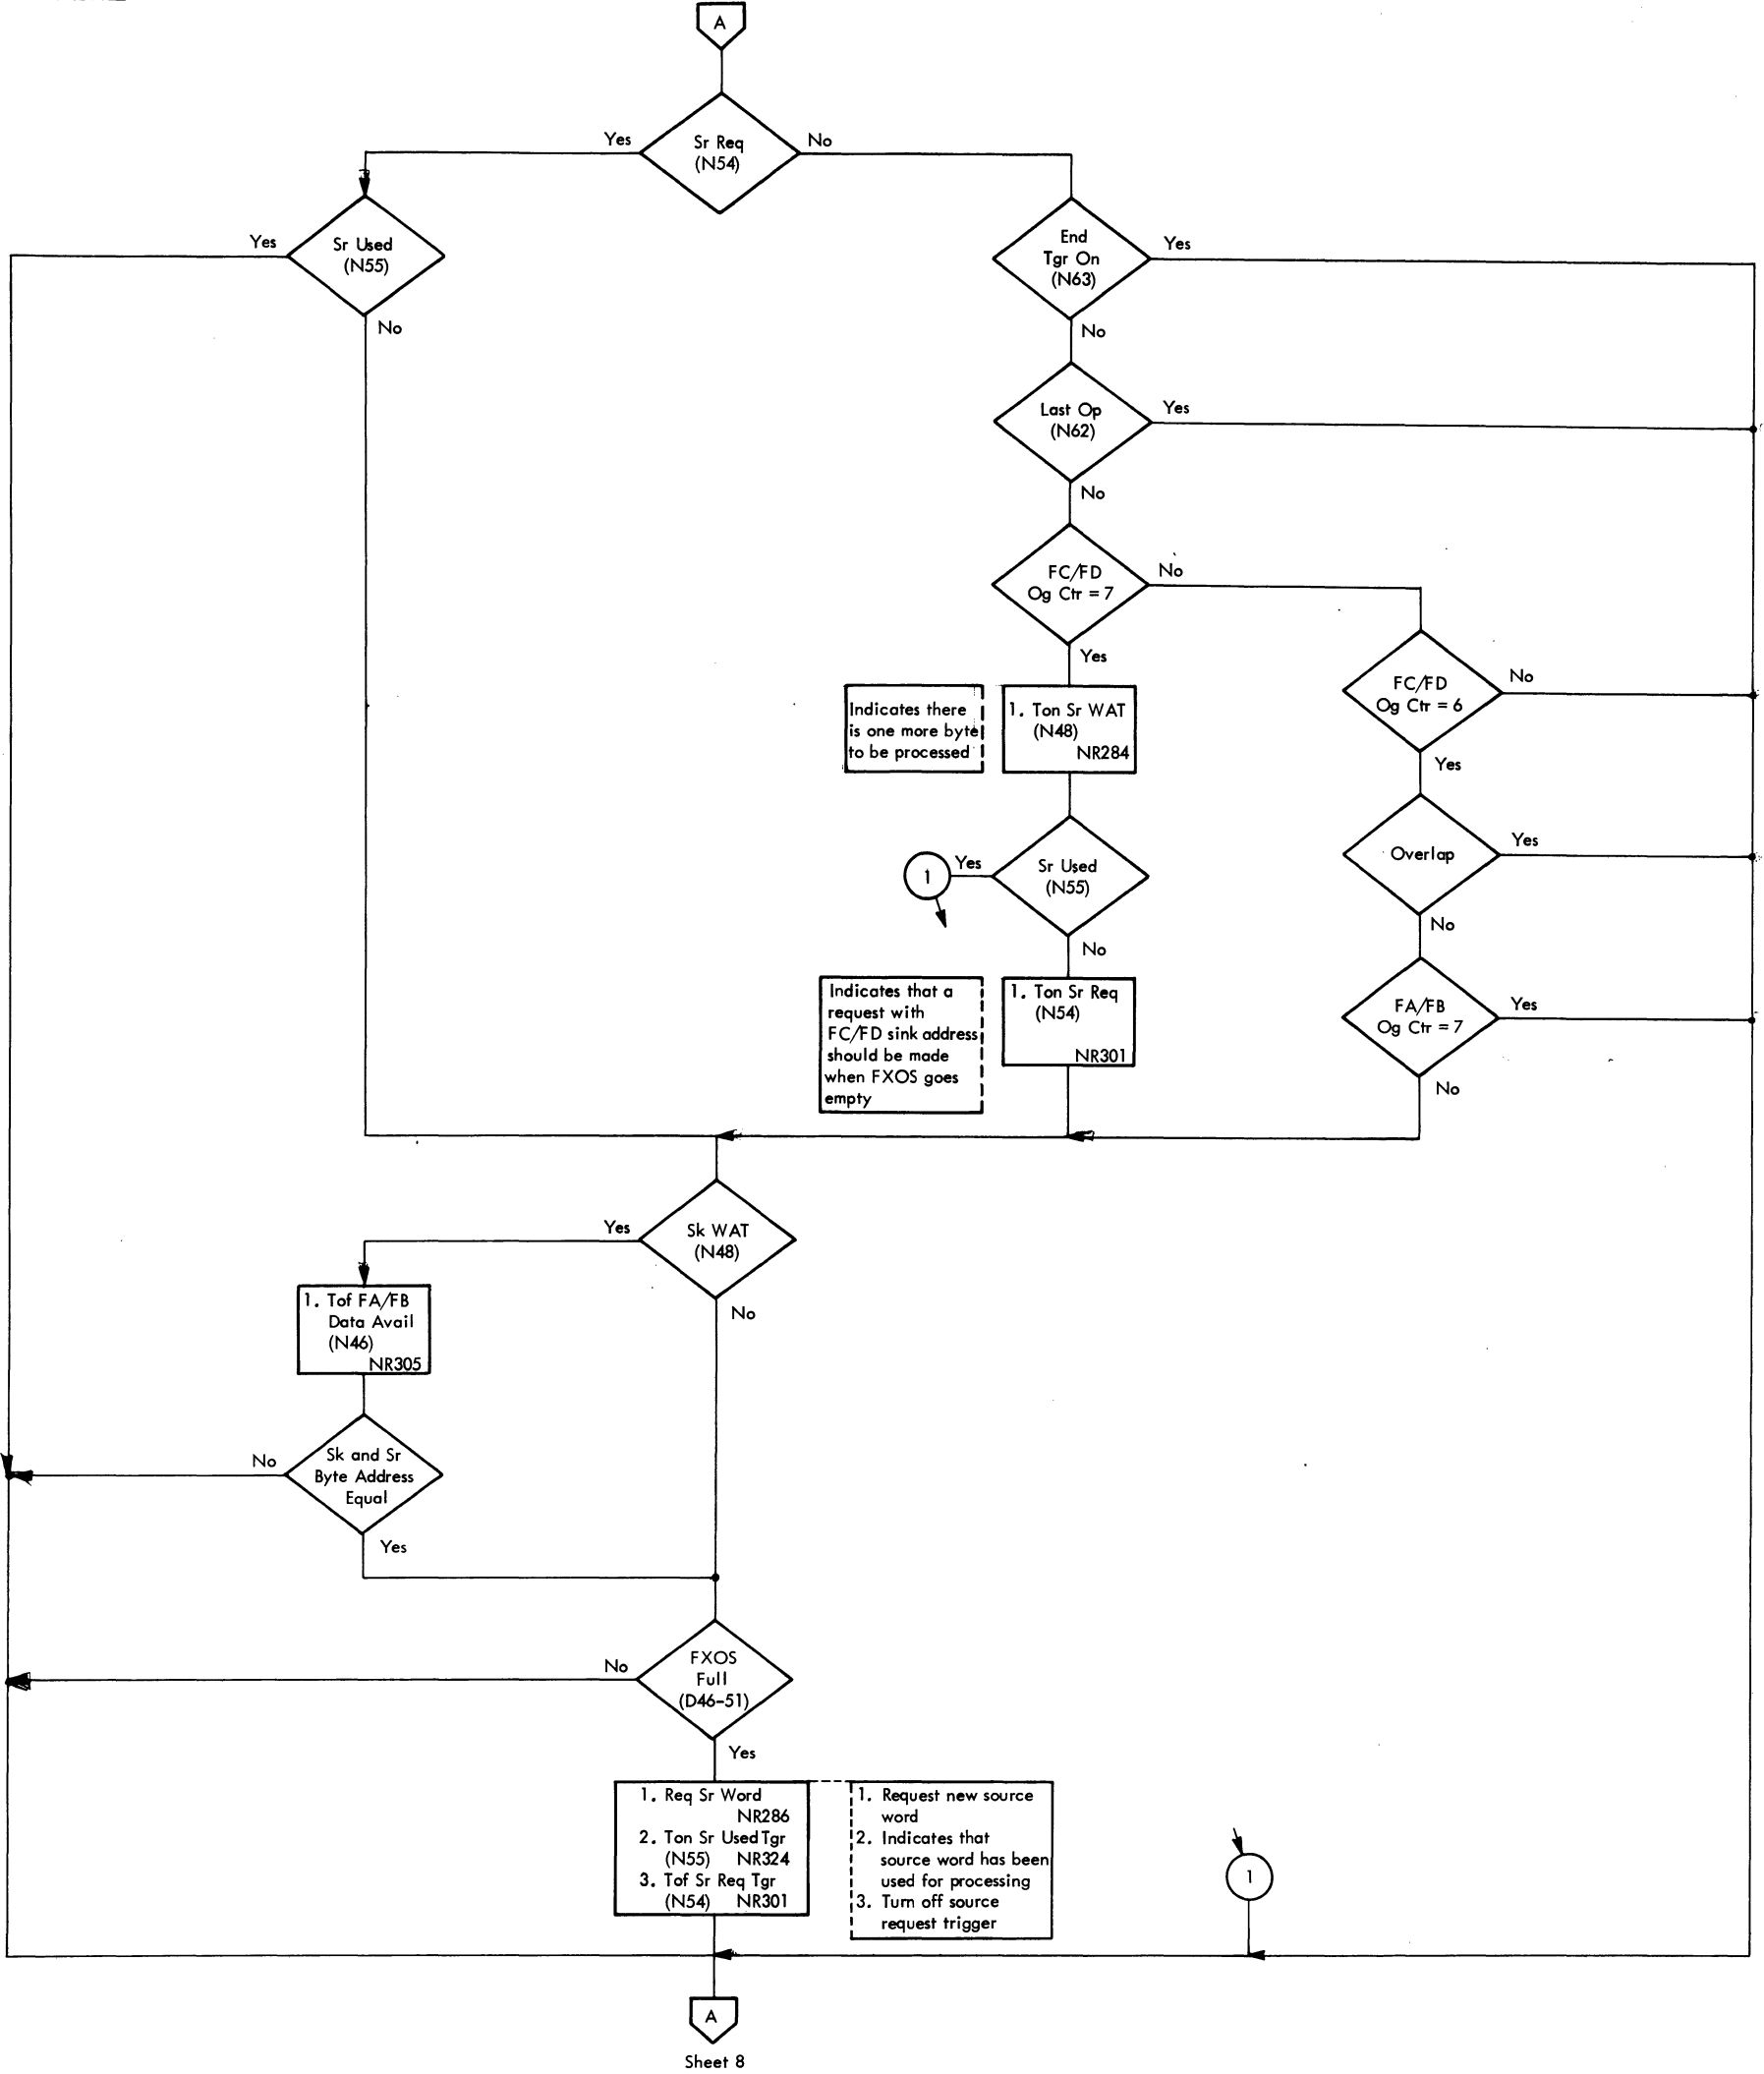 A
Sr Req
(N54)
Yes
No
Sr Used
(N55)
Yes
No
End
Tgr On
(N63)
Yes
No
Last Op
(N62)
Yes
No
FC/FD
Og Ctr = 7
No
Yes
FC/FD
Og Ctr = 6
No
Yes
Indicates there
is one more byte
to be processed
1. Ton Sr WAT
(N48)
NR284
Overlap
Yes
No
1
Yes
Sr Used
(N55)
No
Indicates that a
request with
FC/FD sink address
should be made
when FXOS goes
empty
1. Ton Sr Req
(N54)
NR301
FA/FB
Og Ctr = 7
Yes
No
Sk WAT
(N48)
Yes
No
1. Tof FA/FB
Data Avail
(N46)
NR305
Sk and Sr
Byte Address
Equal
No
Yes
FXOS
Full
(D46-51)
No
Yes
1. Req Sr Word
NR286
2. Ton Sr Used Tgr
(N55) NR324
3. Tof Sr Req Tgr
(N54) NR301
1. Request new source
word
2. Indicates that
source word has been
used for processing
3. Turn off source
request trigger
1
A
Sheet 8